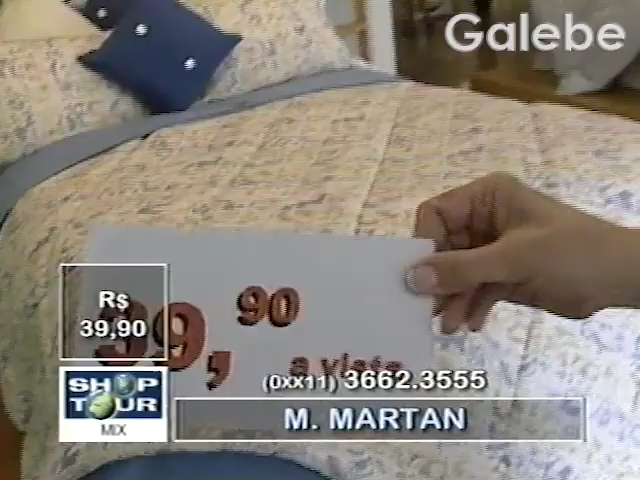 Galebe
R$
39,90
39,90
a vista
(0xx11) 3662.3555
SHOP
TOUR
MIX
M. MARTAN